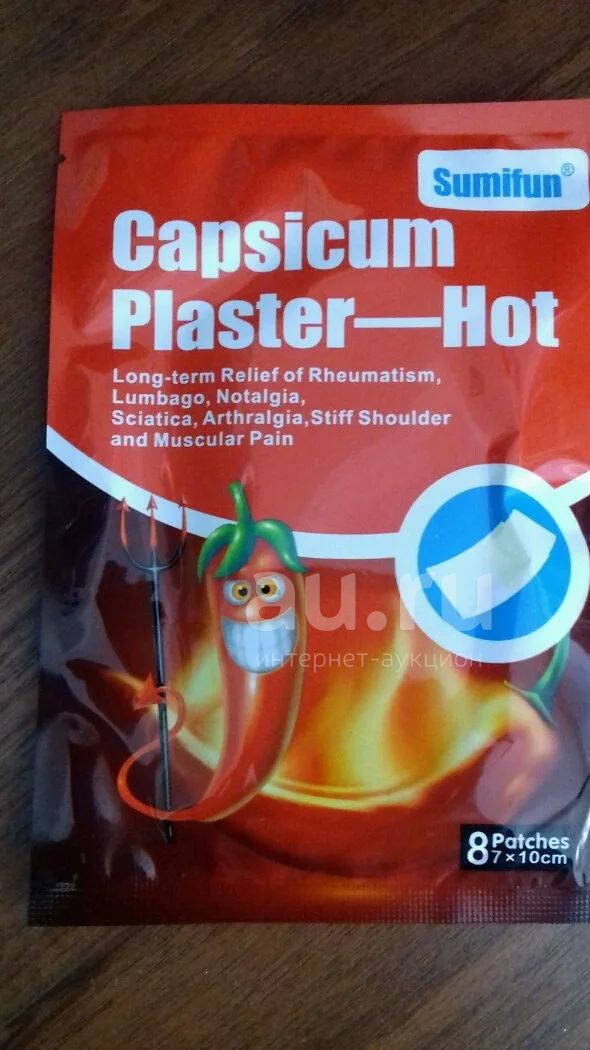 Sumifun®
Capsicum
Plaster—Hot
Long-term Relief of Rheumatism,
Lumbago, Notalgia,
Sciatica, Arthralgia,Stiff Shoulder
and Muscular Pain
au.ru
интернет-аукцион
8 Patches
7×10cm